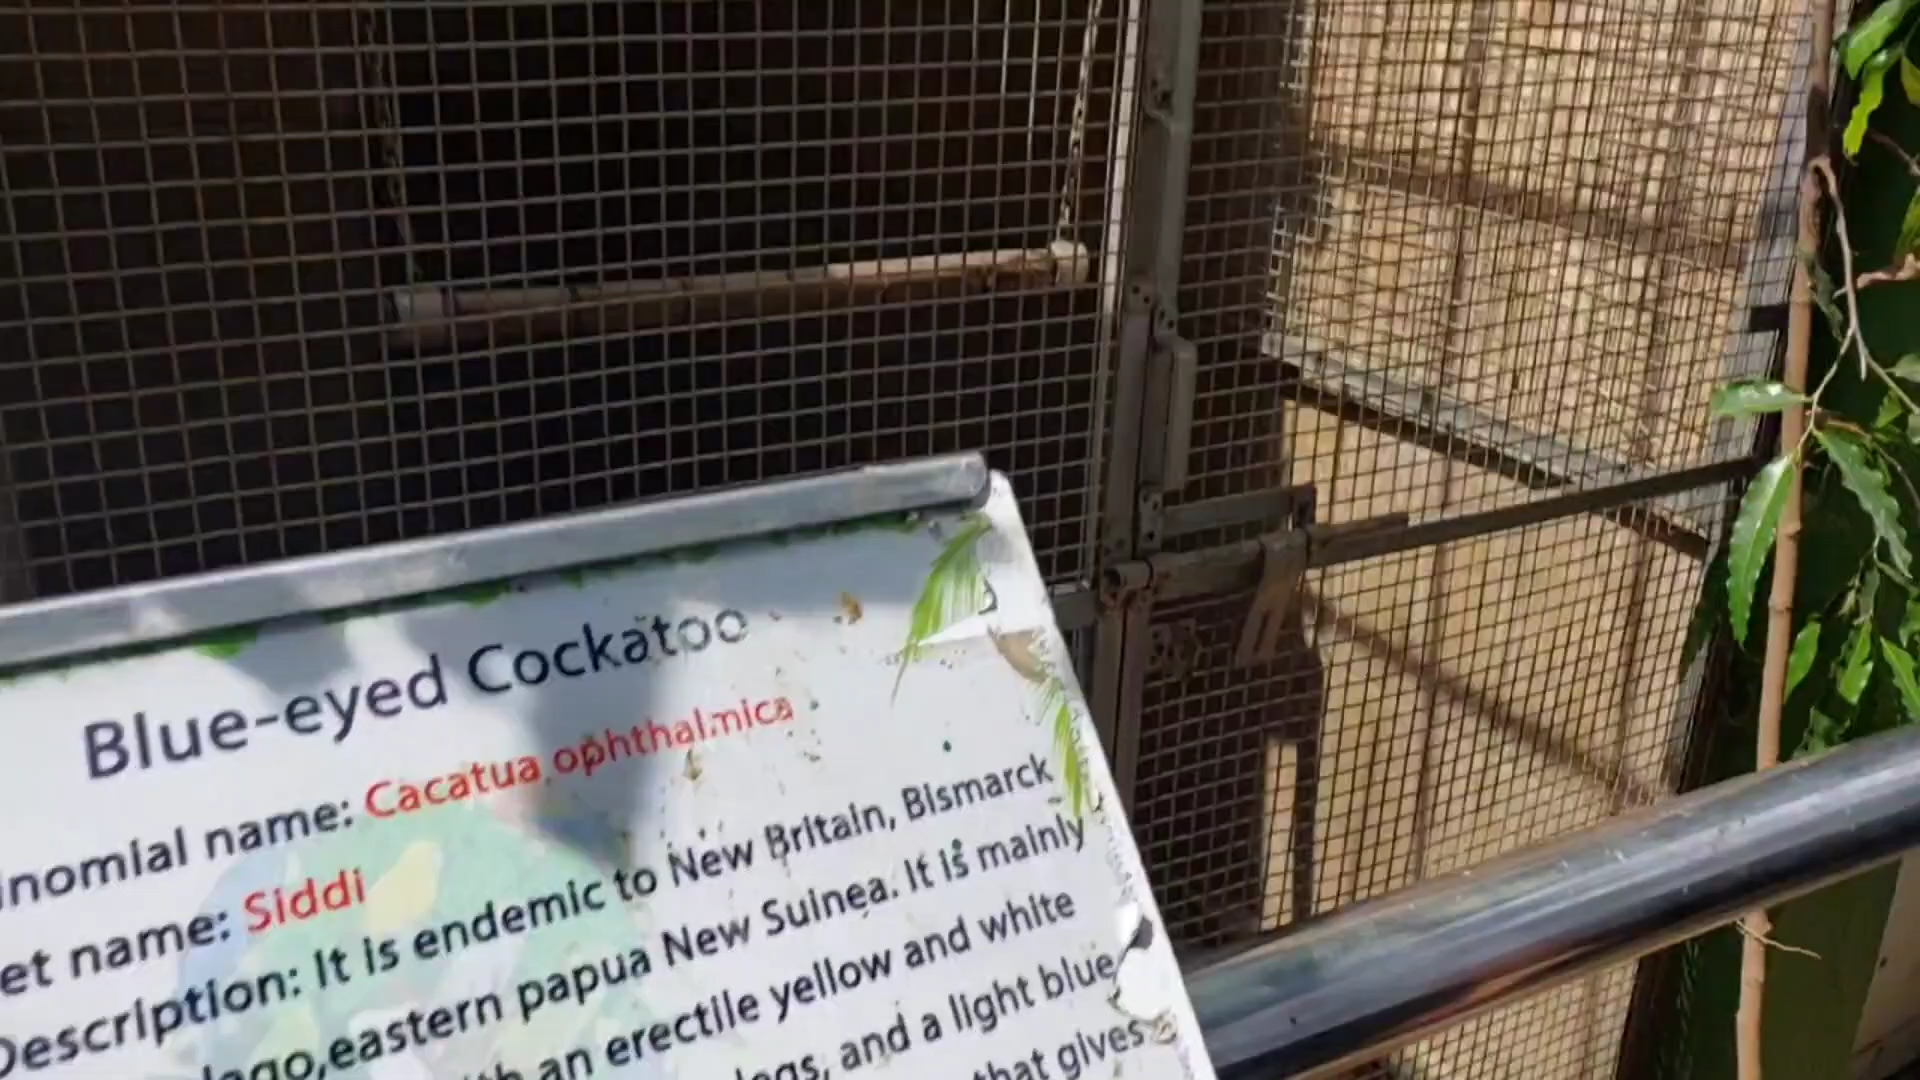 Blue-eyed Cockatoo
inomial name: Cacatua ophthalmica
et name: Siddi
Description: It is endemic to New Britain, Bismarck
lago,eastern papua New Suinea. It is mainly
th an erectile yellow and white
legs, and a light blue
that gives